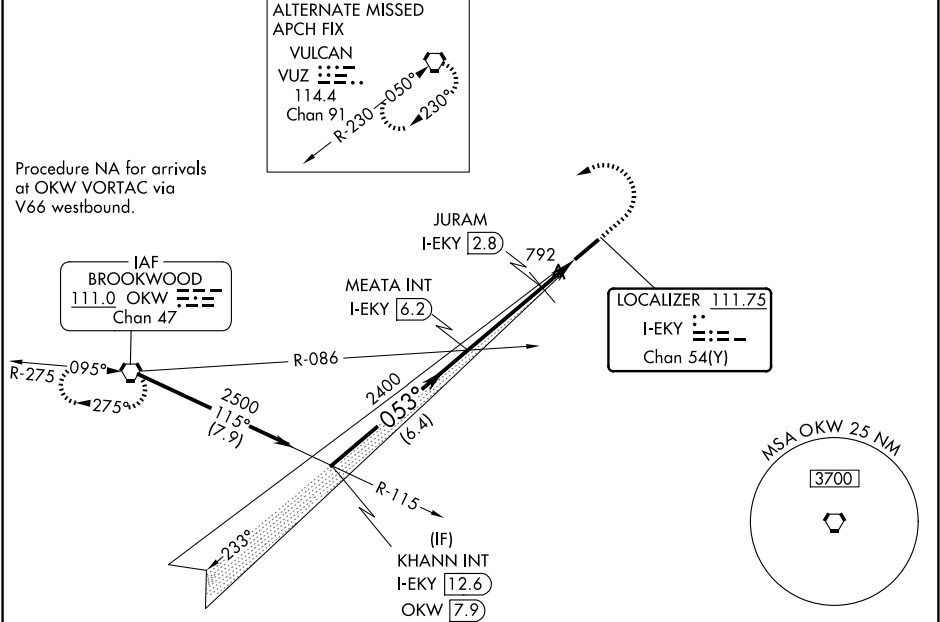 ALTERNATE MISSED
APCH FIX
VULCAN
VUZ
114.4
Chan 91
R-230
050°
230°
Procedure NA for arrivals
at OKW VORTAC via
V66 westbound.
JURAM
I-EKY 2.8
792
MEATA INT
I-EKY 6.2
IAF
BROOKWOOD
111.0 OKW
Chan 47
LOCALIZER 111.75
I-EKY
Chan 54(Y)
R-275
095°
275°
R-086
2500
115°
(7.9)
2400
053°
(6.4)
R-115
233°
(IF)
KHANN INT
I-EKY 12.6
OKW 7.9
MSA OKW 25 NM
3700